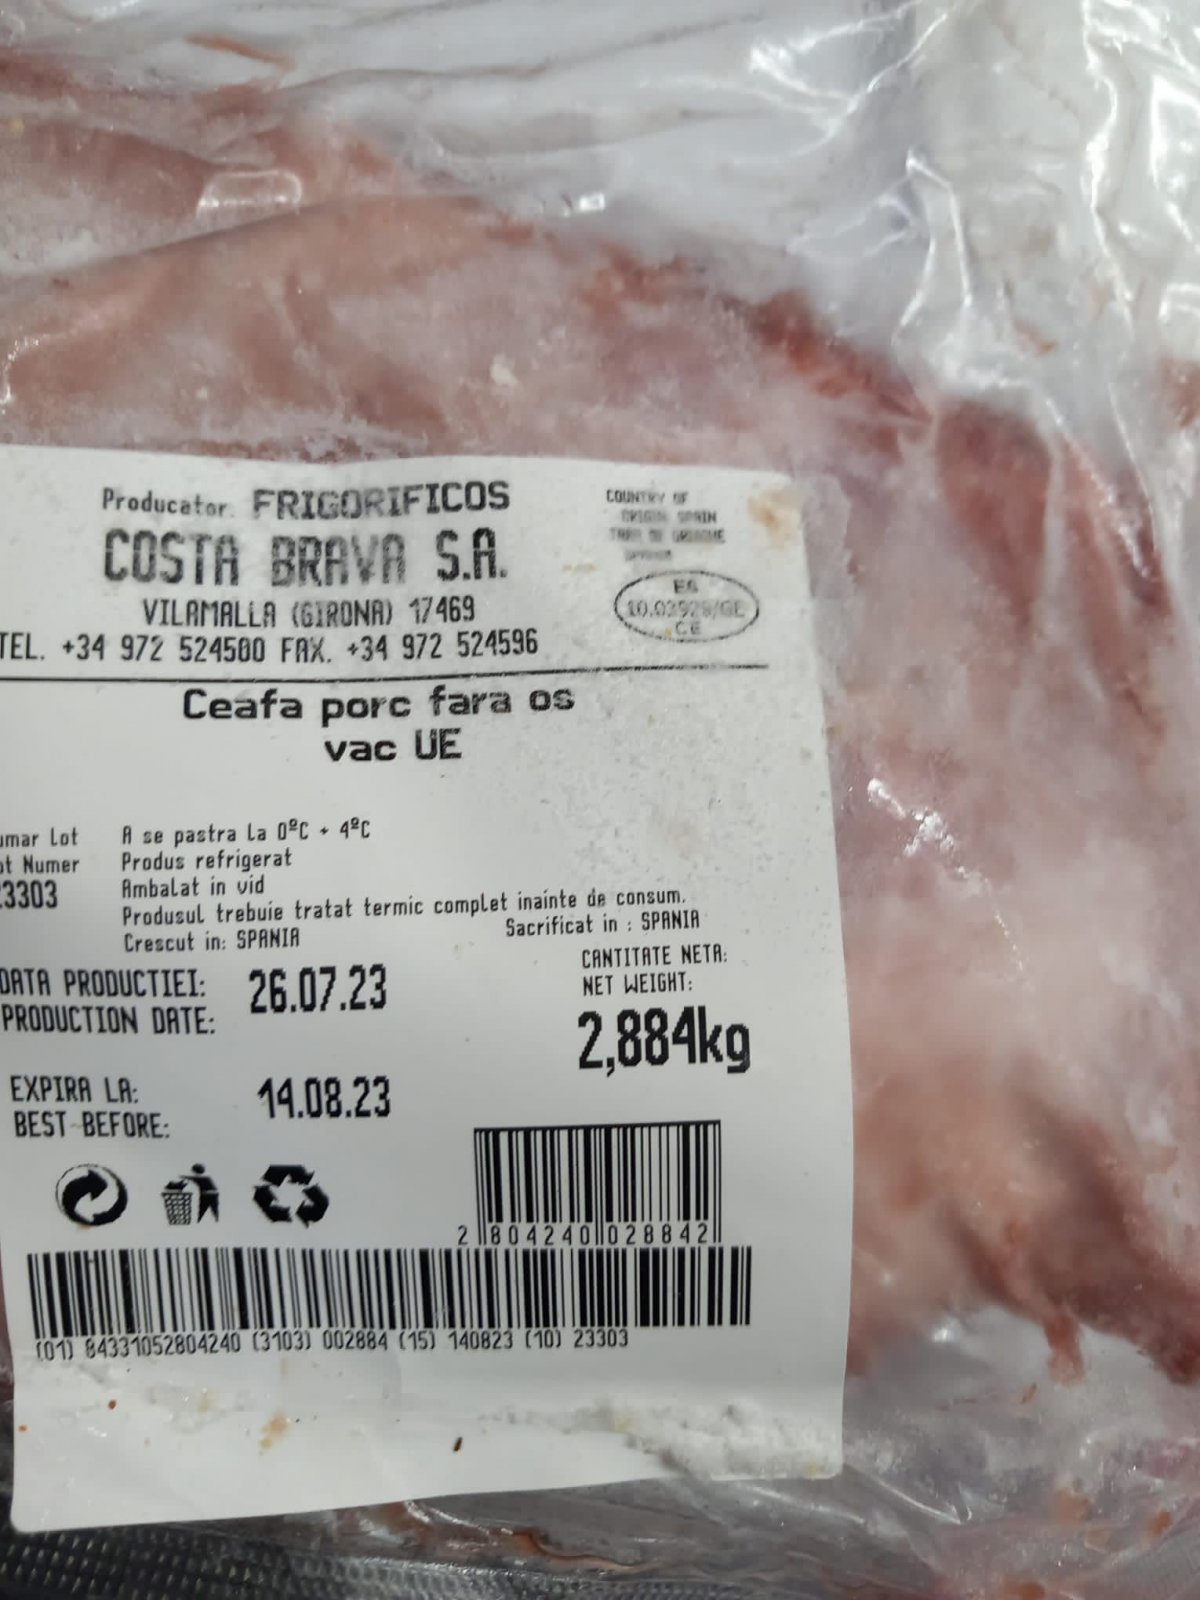 Producator. FRIGORIFICOS
COSTA BRAVA S.A.
VILAMALLA (GIRONA) 17469
TEL. +34 972 524500 FAX. +34 972 524596
COUNTRY OF
ORIGIN SPAIN
ES
CE
Ceafa porc fara os
vac UE
umar Lot
ot Numer
23303
A se pastra la 0ºC + 4ºC
Produs refrigerat
Ambalat in vid
Produsul trebuie tratat termic complet inainte de consum.
Crescut in: SPANIA
Sacrificat in : SPANIA
DATA PRODUCTIEI: 26.07.23
PRODUCTION DATE:
CANTITATE NETA:
NET WEIGHT:
2,884kg
EXPIRA LA: 14.08.23
BEST BEFORE:
2 804240 028842
(01) 84331052804240 (3103) 002884 (15) 140823 (10) 23303